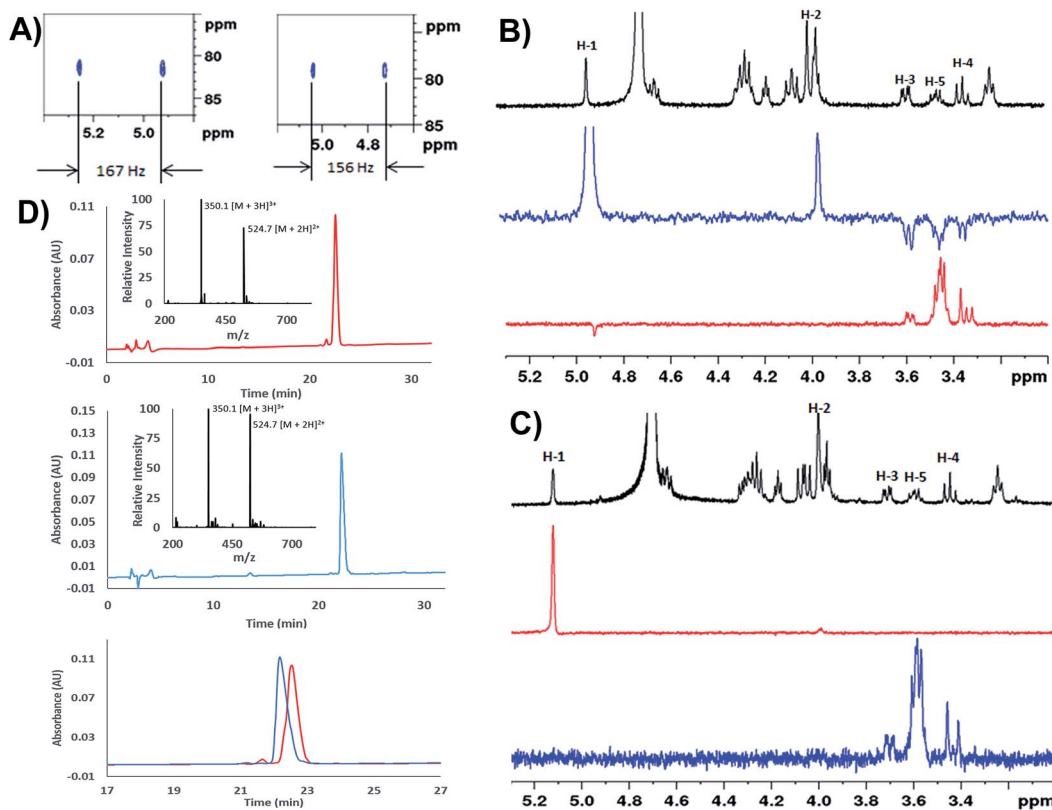 A)
ppm
80
85
5.2
5.0
ppm
167 Hz
ppm
80
85
5.0
4.8
ppm
156 Hz
B)
H-1
H-2
H-3
H-5
H-4
5.2
5.0
4.8
4.6
4.4
4.2
4.0
3.8
3.6
3.4
ppm
C)
H-1
H-2
H-3
H-5
H-4
5.2
5.0
4.8
4.6
4.4
4.2
4.0
3.8
3.6
3.4
ppm
D)
Absorbance (AU)
0.11
0.07
0.03
-0.01
0
10
20
30
Time (min)
Relative Intensity
100
75
50
25
0
350.1 [M + 3H]³⁺
524.7 [M + 2H]²⁺
200
450
700
m/z
Absorbance (AU)
0.15
0.13
0.11
0.09
0.07
0.05
0.03
0.01
-0.01
0
10
20
30
Time (min)
Relative Intensity
100
75
50
25
0
350.1 [M + 3H]³⁺
524.7 [M + 2H]²⁺
200
450
700
m/z
Absorbance (AU)
0.11
0.07
0.03
-0.01
17
19
21
23
25
27
Time (min)